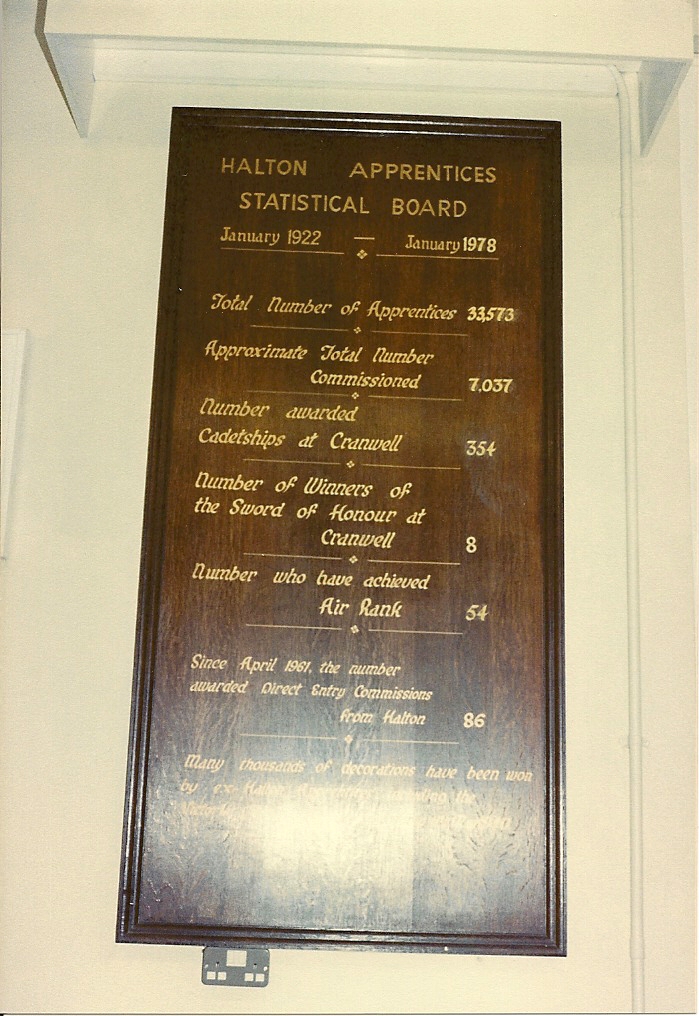 HALTON APPRENTICES
STATISTICAL BOARD
January 1922 — January 1978
Total Number of Apprentices 33,573
Approximate Total Number
Commissioned 7,037
Number awarded
Cadetships at Cranwell 354
Number of Winners of
the Sword of Honour at
Cranwell 8
Number who have achieved
Air Rank 54
Since April 1961, the number
awarded Direct Entry Commissions
from Halton 86
Many thousands of decorations have been won
by ex-Halton Apprentices including the